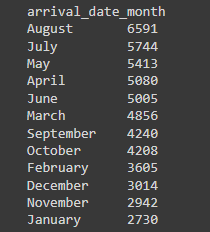 arrival_date_month
August 6591
July 5744
May 5413
April 5080
June 5005
March 4856
September 4240
October 4208
February 3605
December 3014
November 2942
January 2730